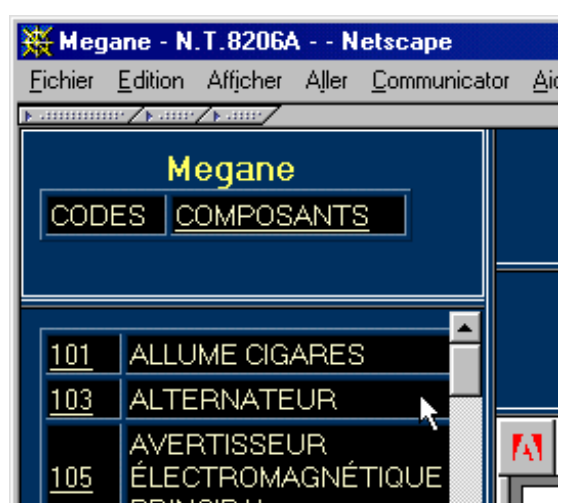 Megane - N.T.8206A - - Netscape
Fichier Edition Afficher Aller Communicator
Megane
CODES COMPOSANTS
101 ALLUME CIGARES
103 ALTERNATEUR
105 AVERTISSEUR
ÉLECTROMAGNÉTIQUE